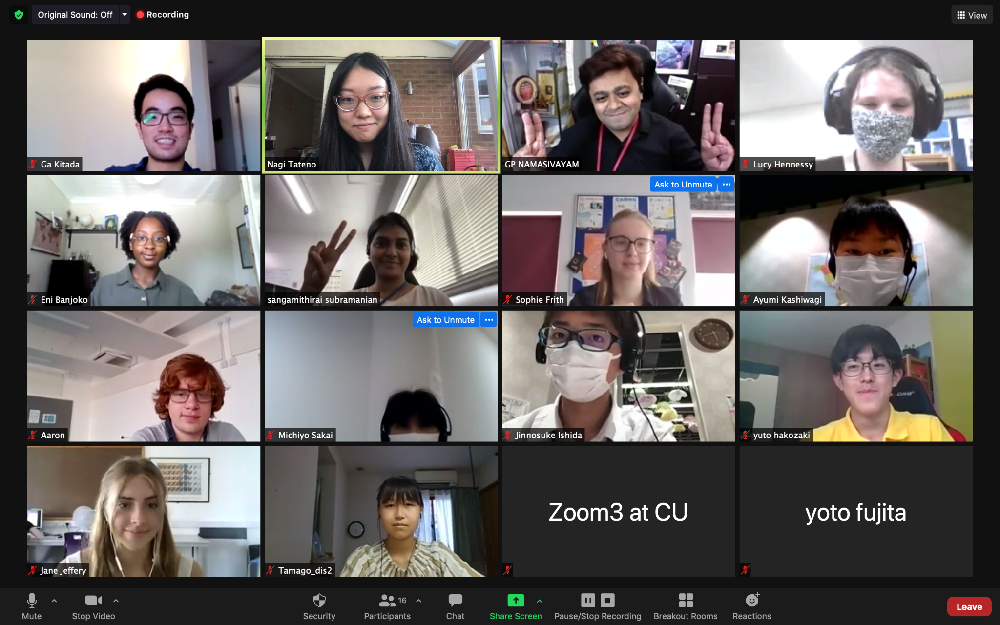 Original Sound: Off
Recording
View
Ga Kitada
Nagi Tateno
GP NAMASIVAYAM
Lucy Hennessy
Ask to Unmute
CARING
Eni Banjoko
sangamithirai subramanian
Sophie Frith
Ayumi Kashiwagi
Ask to Unmute
Aaron
Michiyo Sakai
Jinnosuke Ishida
yuto hakozaki
Zoom3 at CU
yoto fujita
Jane Jeffery
Tamago_dis2
16
Mute
Stop Video
Security
Participants
Chat
Share Screen
Pause/Stop Recording
Breakout Rooms
Reactions
Leave